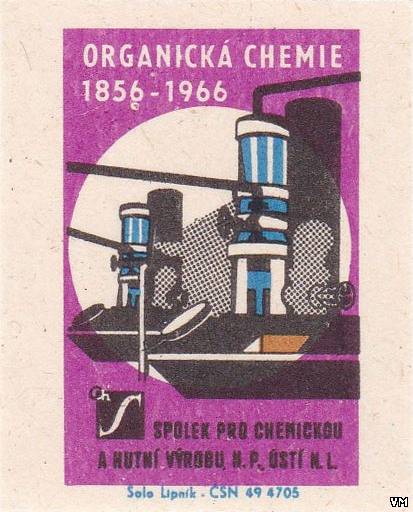 ORGANICKÁ CHEMIE
1856 - 1966
Ch S
SPOLEK PRO CHEMICKOU
A HUTNÍ VÝROBU, N. P., ÚSTÍ N. L.
Solo Lipník - ČSN 49 4705
VM